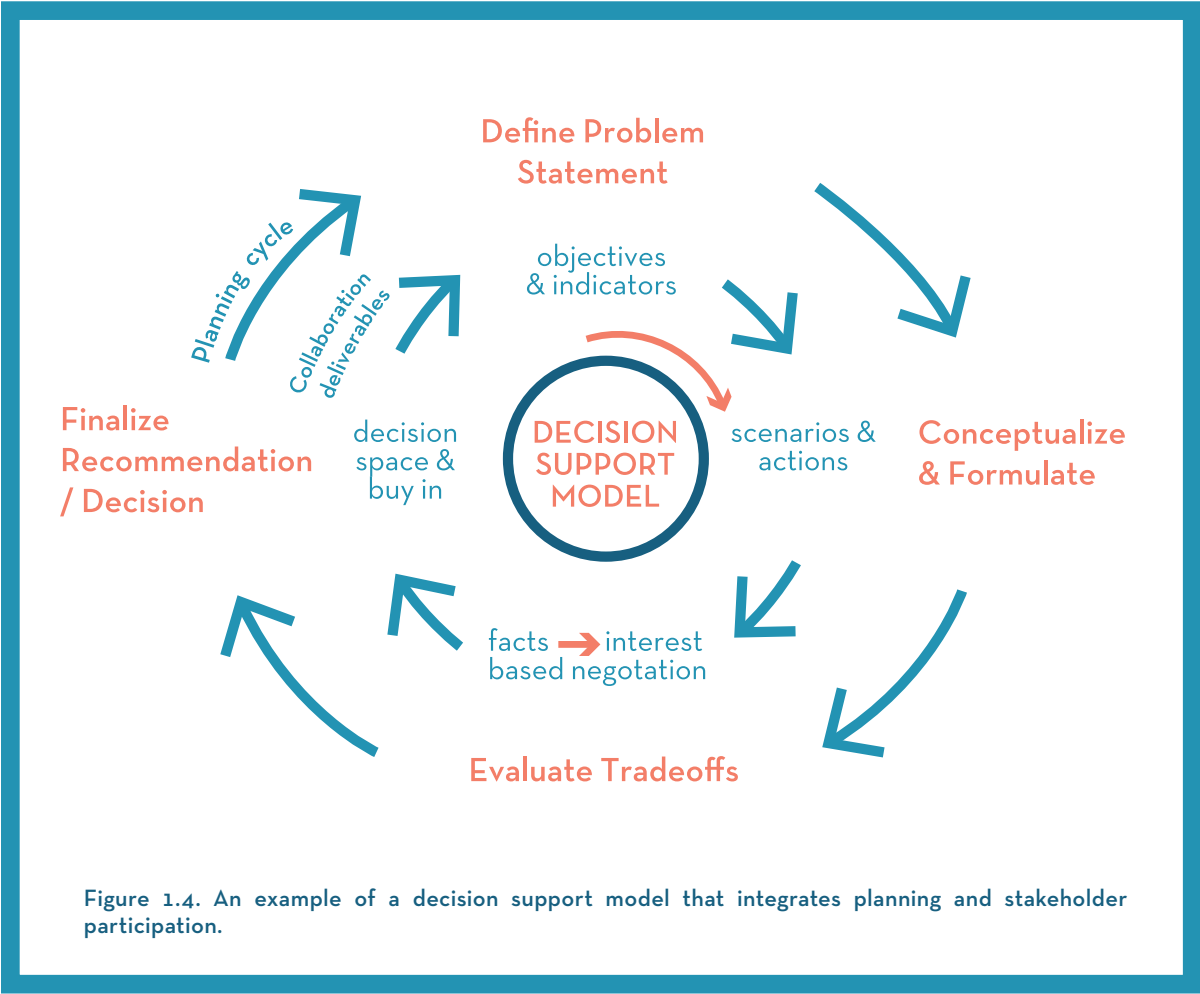 Define Problem
Statement
Planning cycle
Collaboration
deliverables
objectives
& indicators
Finalize
Recommendation
/ Decision
decision
space &
buy in
DECISION
SUPPORT
MODEL
scenarios &
actions
Conceptualize
& Formulate
facts interest
based negotation
Evaluate Tradeoffs
Figure 1.4. An example of a decision support model that integrates planning and stakeholder
participation.